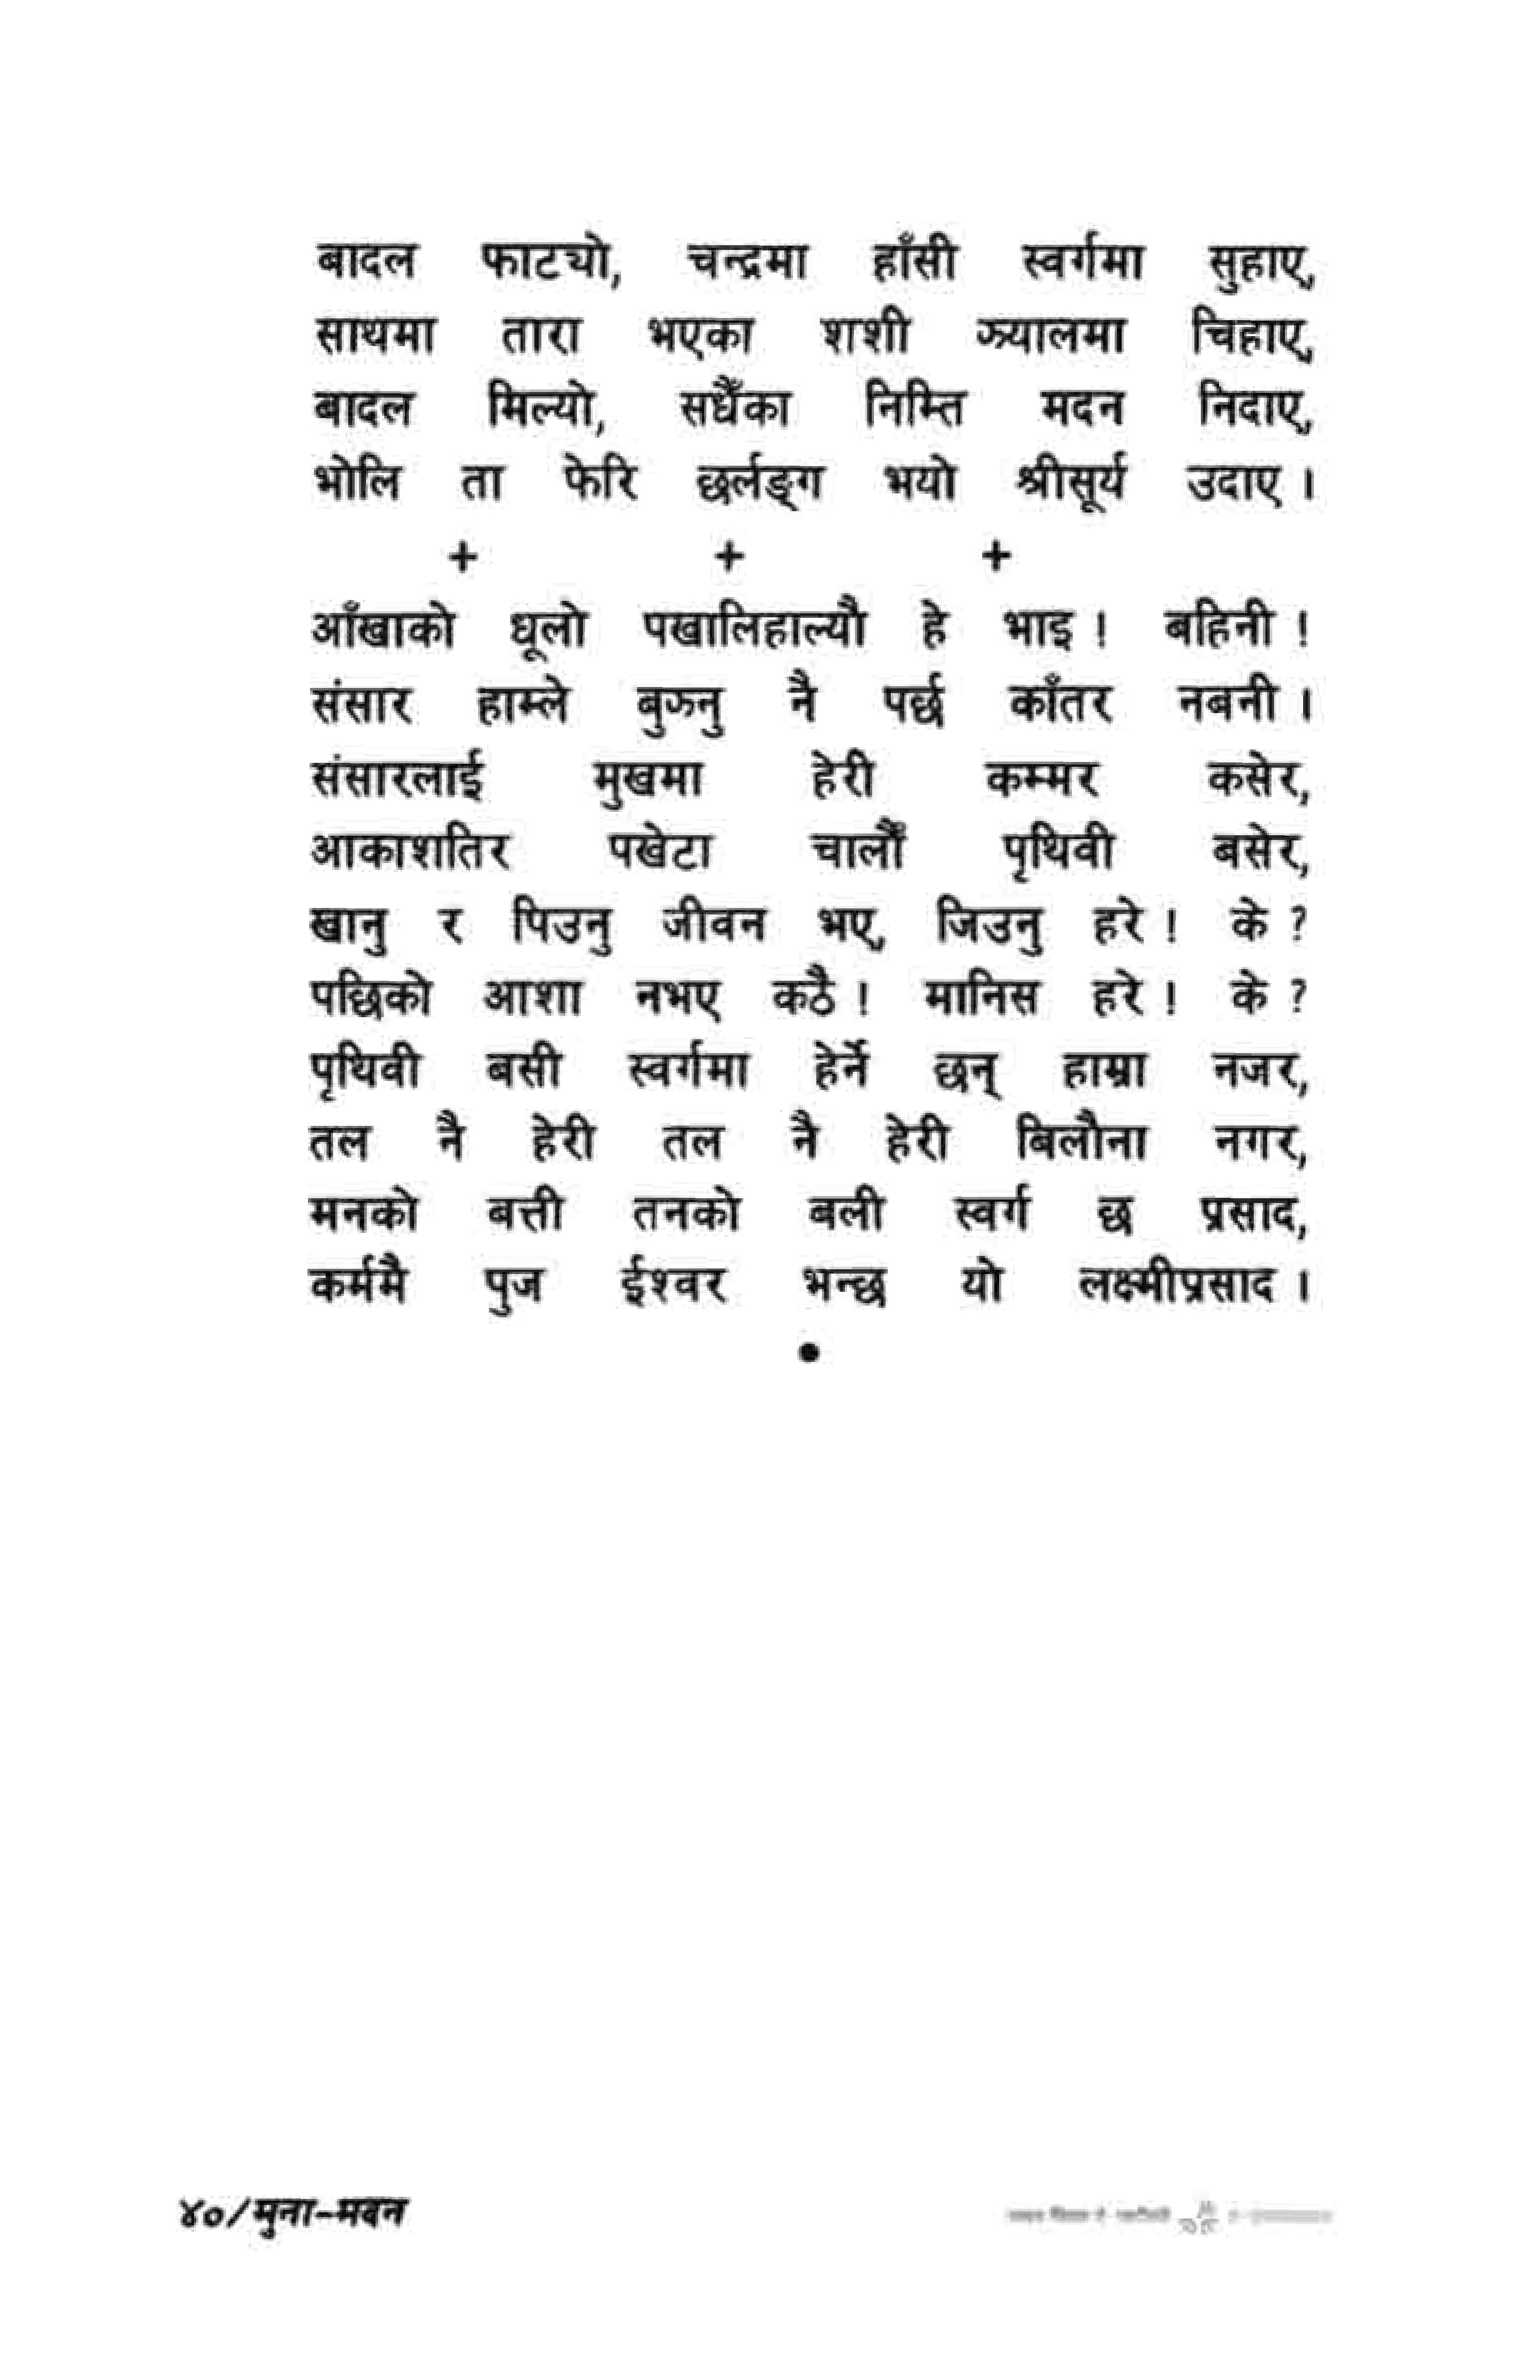 बादल फाट्यो, चन्द्रमा हाँसी स्वर्गमा सुहाए,
साथमा तारा भएका शशी झ्यालमा चिहाए,
बादल मिल्यो, सधैँका निम्ति मदन निदाए,
भोलि ता फेरि छर्लङ्ग भयो श्रीसूर्य उदाए ।
+ + +
आँखाको धूलो पखालिहाल्यौ हे भाइ ! बहिनी !
संसार हाम्ले बुझ्नु नै पर्छ काँतर नबनी ।
संसारलाई मुखमा हेरी कम्मर कसेर,
आकाशतिर पखेटा चालौँ पृथिवी बसेर,
खानु र पिउनु जीवन भए, जिउनु हरे ! के ?
पछिको आशा नभए कठै ! मानिस हरे ! के ?
पृथिवी बसी स्वर्गमा हेर्ने छन् हाम्रा नजर,
तल नै हेरी तल नै हेरी बिलौना नगर,
मनको बत्ती तनको बली स्वर्ग छ प्रसाद,
कर्ममै पुज ईश्वर भन्छ यो लक्ष्मीप्रसाद ।
•
४०/मुना-मदन